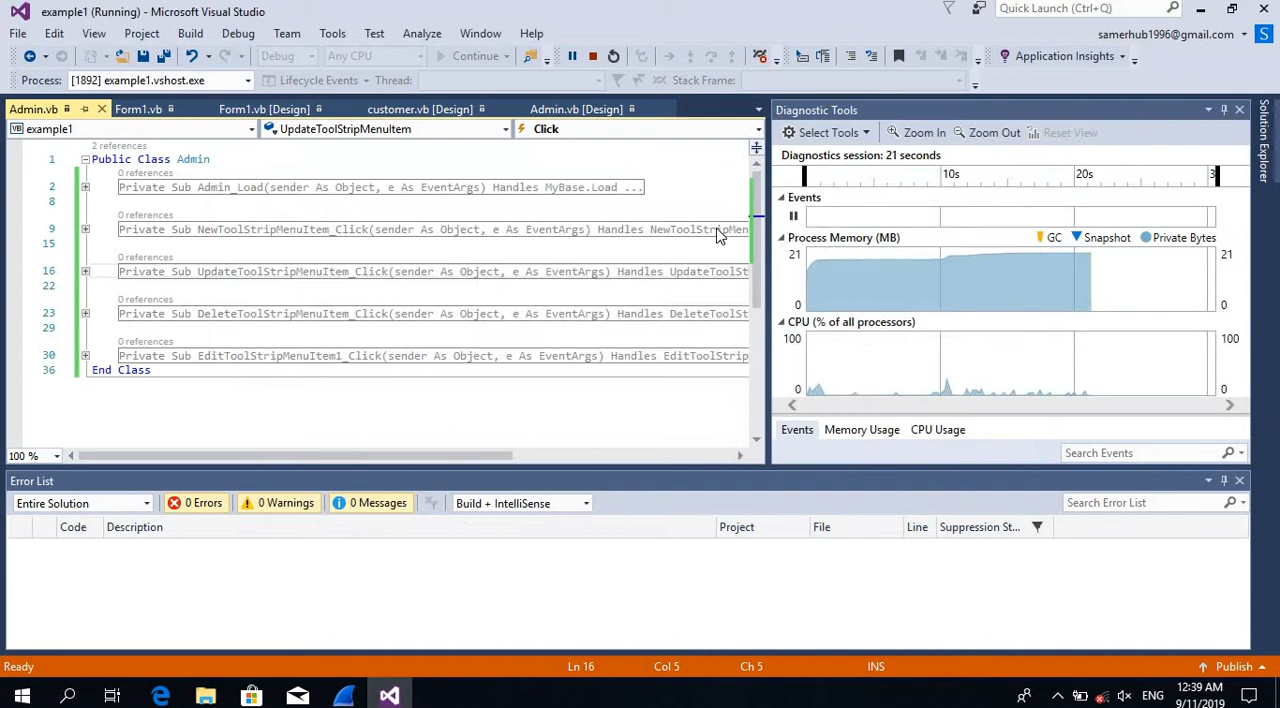 example1 (Running) - Microsoft Visual Studio
Quick Launch (Ctrl+Q)
File Edit View Project Build Debug Team Tools Test Analyze Window Help
samerhub1996@gmail.com S
Debug Any CPU Continue Application Insights
Process: [1892] example1.vshost.exe Lifecycle Events Thread: Stack Frame:
Admin.vb Form1.vb Form1.vb [Design] customer.vb [Design] Admin.vb [Design]
example1 UpdateToolStripMenuItem Click
2 references
1 Public Class Admin
0 references
2 Private Sub Admin_Load(sender As Object, e As EventArgs) Handles MyBase.Load ...
8
0 references
9 Private Sub NewToolStripMenuItem_Click(sender As Object, e As EventArgs) Handles NewToolStripMen
15
0 references
16 Private Sub UpdateToolStripMenuItem_Click(sender As Object, e As EventArgs) Handles UpdateToolSt
22
0 references
23 Private Sub DeleteToolStripMenuItem_Click(sender As Object, e As EventArgs) Handles DeleteToolSt
29
0 references
30 Private Sub EditToolStripMenuItem1_Click(sender As Object, e As EventArgs) Handles EditToolStrip
36 End Class
100 %
Diagnostic Tools
Select Tools Zoom In Zoom Out Reset View
Diagnostics session: 21 seconds
10s 20s 3
Events
Process Memory (MB) GC Snapshot Private Bytes
21 21
0 0
CPU (% of all processors)
100 100
0 0
Events Memory Usage CPU Usage
Search Events
Error List
Entire Solution 0 Errors 0 Warnings 0 Messages Build + IntelliSense Search Error List
Code Description Project File Line Suppression St...
Ready Ln 16 Col 5 Ch 5 INS Publish
ENG 12:39 AM
9/11/2019